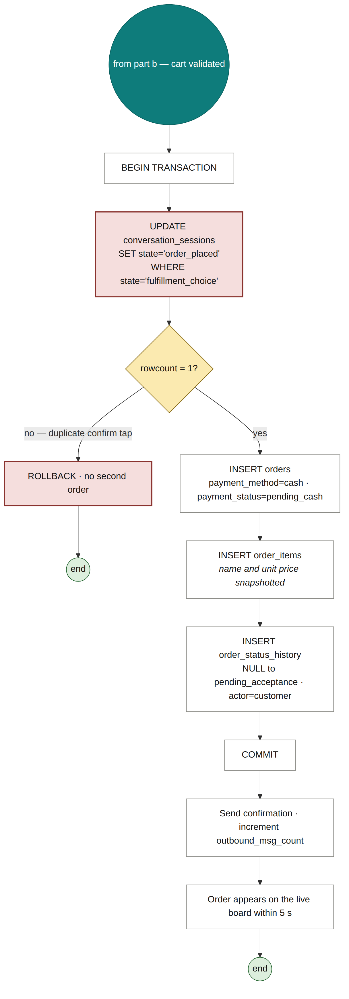 from part b — cart validated
BEGIN TRANSACTION
UPDATE
conversation_sessions
SET state='order_placed'
WHERE
state='fulfillment_choice'
rowcount = 1?
no — duplicate confirm tap
yes
ROLLBACK · no second
order
end
INSERT orders
payment_method=cash ·
payment_status=pending_cash
INSERT order_items
name and unit price
snapshotted
INSERT
order_status_history
NULL to
pending_acceptance ·
actor=customer
COMMIT
Send confirmation ·
increment
outbound_msg_count
Order appears on the live
board within 5 s
end